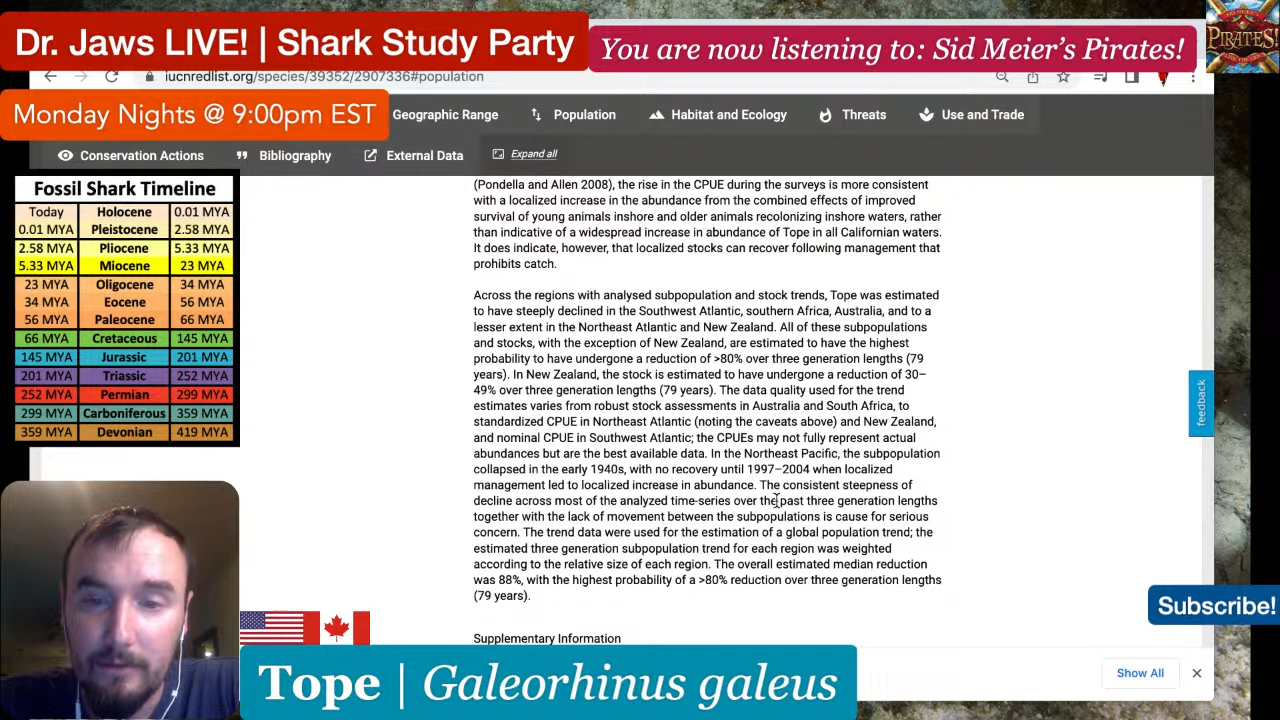 Dr. Jaws LIVE! | Shark Study Party
You are now listening to: Sid Meier's Pirates!
SID MEIER'S
PIRATES!
iucnredlist.org/species/39352/2907336#population
Monday Nights @ 9:00pm EST
Geographic Range
Population
Habitat and Ecology
Threats
Use and Trade
Conservation Actions
Bibliography
External Data
Expand all
Fossil Shark Timeline
Today Holocene 0.01 MYA
0.01 MYA Pleistocene 2.58 MYA
2.58 MYA Pliocene 5.33 MYA
5.33 MYA Miocene 23 MYA
23 MYA Oligocene 34 MYA
34 MYA Eocene 56 MYA
56 MYA Paleocene 66 MYA
66 MYA Cretaceous 145 MYA
145 MYA Jurassic 201 MYA
201 MYA Triassic 252 MYA
252 MYA Permian 299 MYA
299 MYA Carboniferous 359 MYA
359 MYA Devonian 419 MYA
(Pondella and Allen 2008), the rise in the CPUE during the surveys is more consistent
with a localized increase in the abundance from the combined effects of improved
survival of young animals inshore and older animals recolonizing inshore waters, rather
than indicative of a widespread increase in abundance of Tope in all Californian waters.
It does indicate, however, that localized stocks can recover following management that
prohibits catch.
Across the regions with analysed subpopulation and stock trends, Tope was estimated
to have steeply declined in the Southwest Atlantic, southern Africa, Australia, and to a
lesser extent in the Northeast Atlantic and New Zealand. All of these subpopulations
and stocks, with the exception of New Zealand, are estimated to have the highest
probability to have undergone a reduction of >80% over three generation lengths (79
years). In New Zealand, the stock is estimated to have undergone a reduction of 30–
49% over three generation lengths (79 years). The data quality used for the trend
estimates varies from robust stock assessments in Australia and South Africa, to
standardized CPUE in Northeast Atlantic (noting the caveats above) and New Zealand,
and nominal CPUE in Southwest Atlantic; the CPUEs may not fully represent actual
abundances but are the best available data. In the Northeast Pacific, the subpopulation
collapsed in the early 1940s, with no recovery until 1997–2004 when localized
management led to localized increase in abundance. The consistent steepness of
decline across most of the analyzed time-series over the past three generation lengths
together with the lack of movement between the subpopulations is cause for serious
concern. The trend data were used for the estimation of a global population trend; the
estimated three generation subpopulation trend for each region was weighted
according to the relative size of each region. The overall estimated median reduction
was 88%, with the highest probability of a >80% reduction over three generation lengths
(79 years).
Supplementary Information
feedback
Subscribe!
Show All
Tope | Galeorhinus galeus